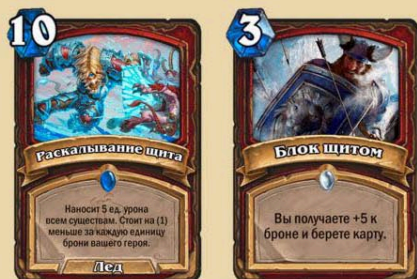 10
Раскалывание щита
Наносит 5 ед. урона
всем существам. Стоит на (1)
меньше за каждую единицу
брони вашего героя.
Лед
3
Блок щитом
Вы получаете +5 к
броне и берете карту.